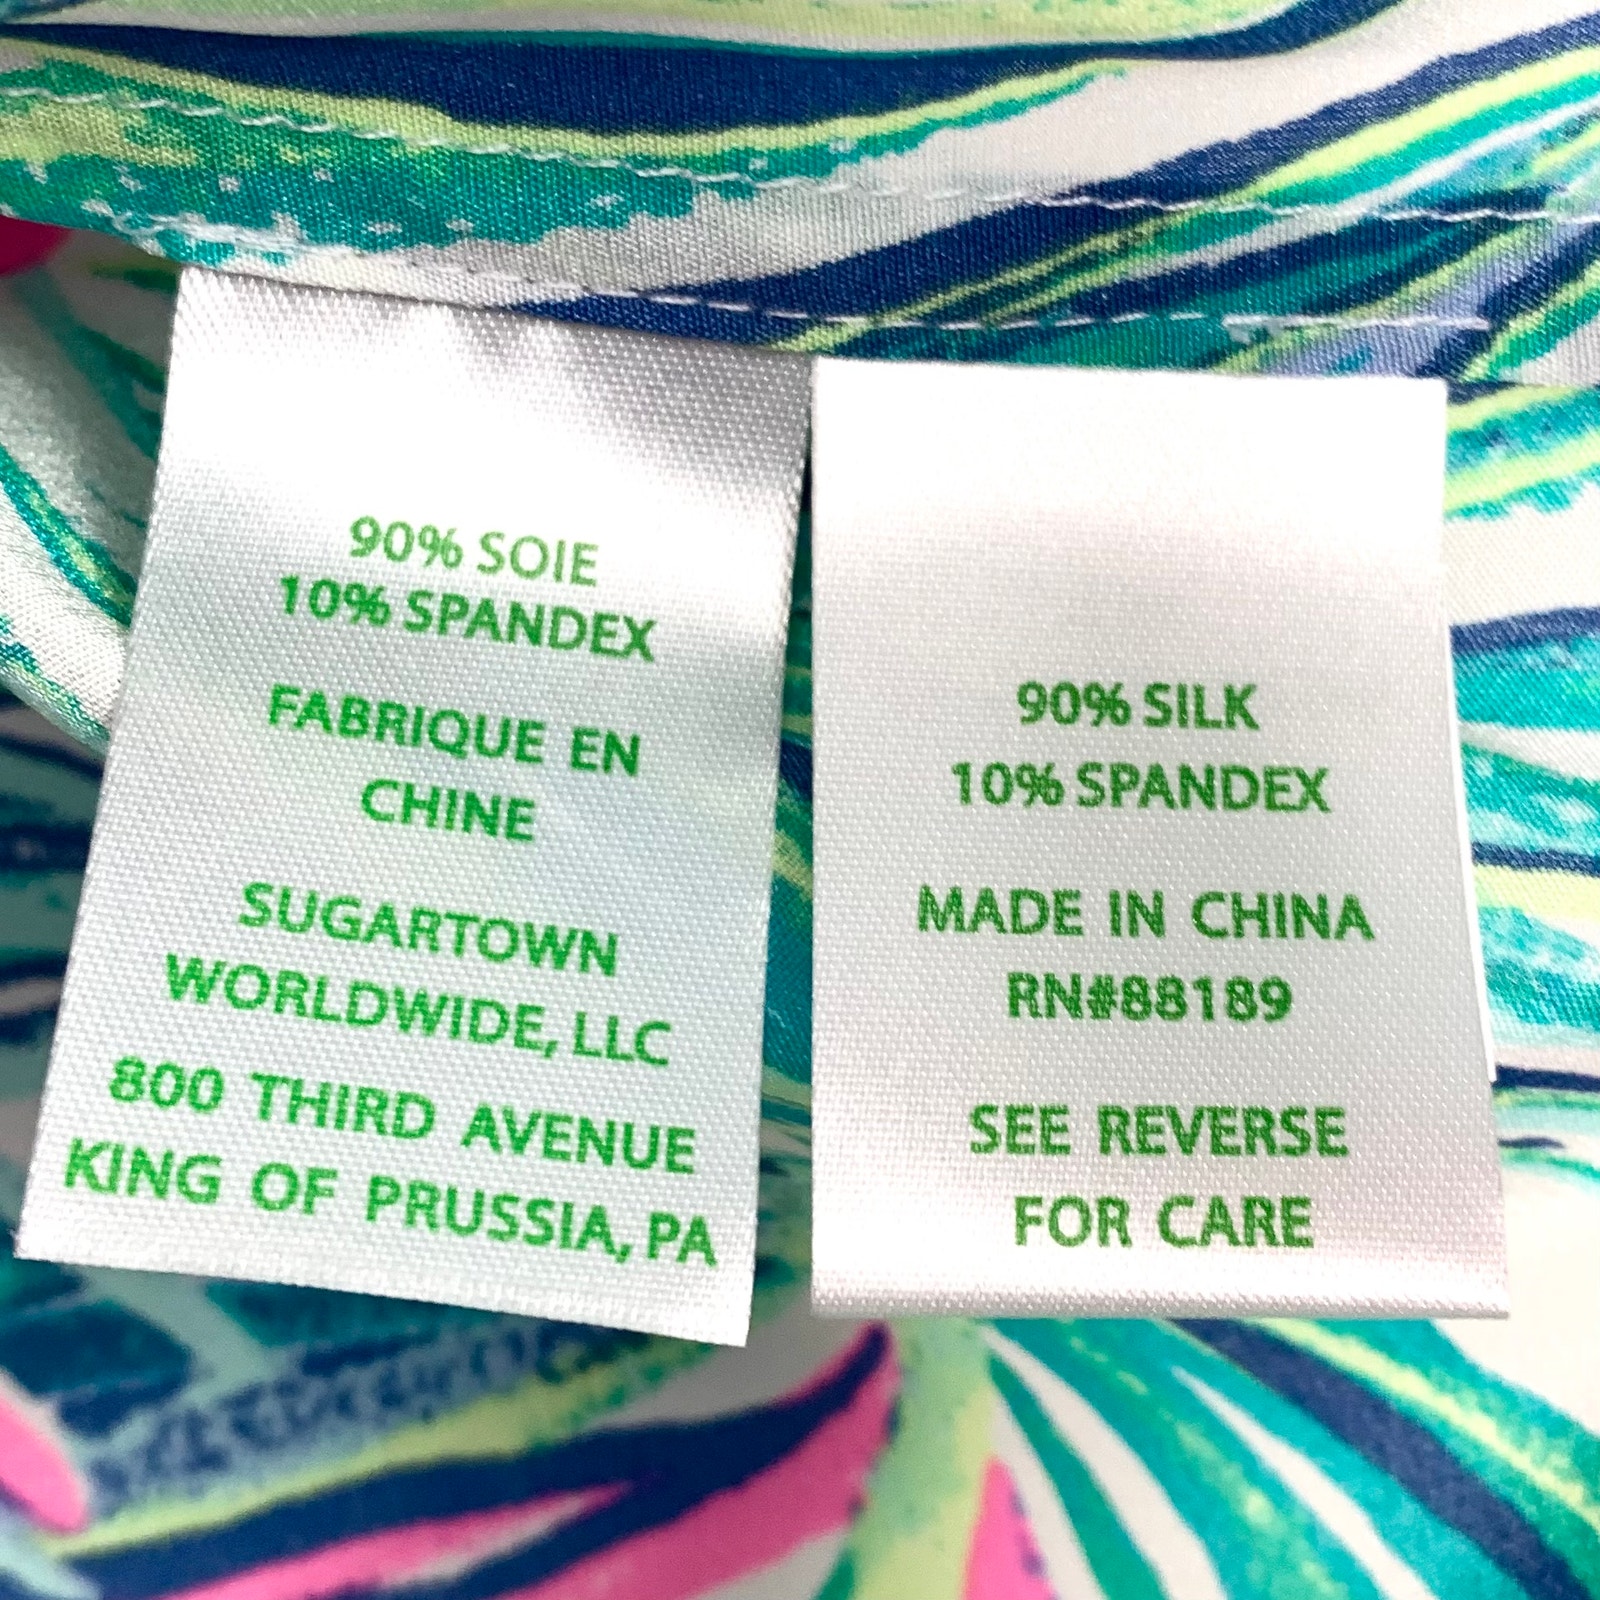 90% SOIE
10% SPANDEX
FABRIQUE EN
CHINE
SUGARTOWN
WORLDWIDE, LLC
800 THIRD AVENUE
KING OF PRUSSIA, PA
90% SILK
10% SPANDEX
MADE IN CHINA
RN#88189
SEE REVERSE
FOR CARE